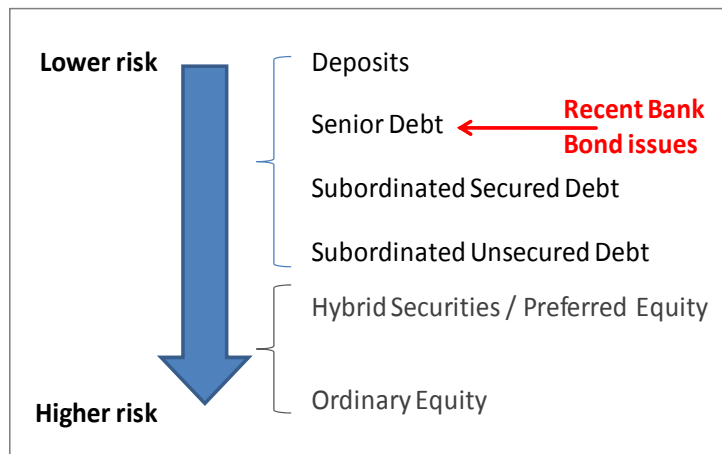 Lower risk
Deposits
Senior Debt
Recent Bank
Bond issues
Subordinated Secured Debt
Subordinated Unsecured Debt
Hybrid Securities / Preferred Equity
Ordinary Equity
Higher risk